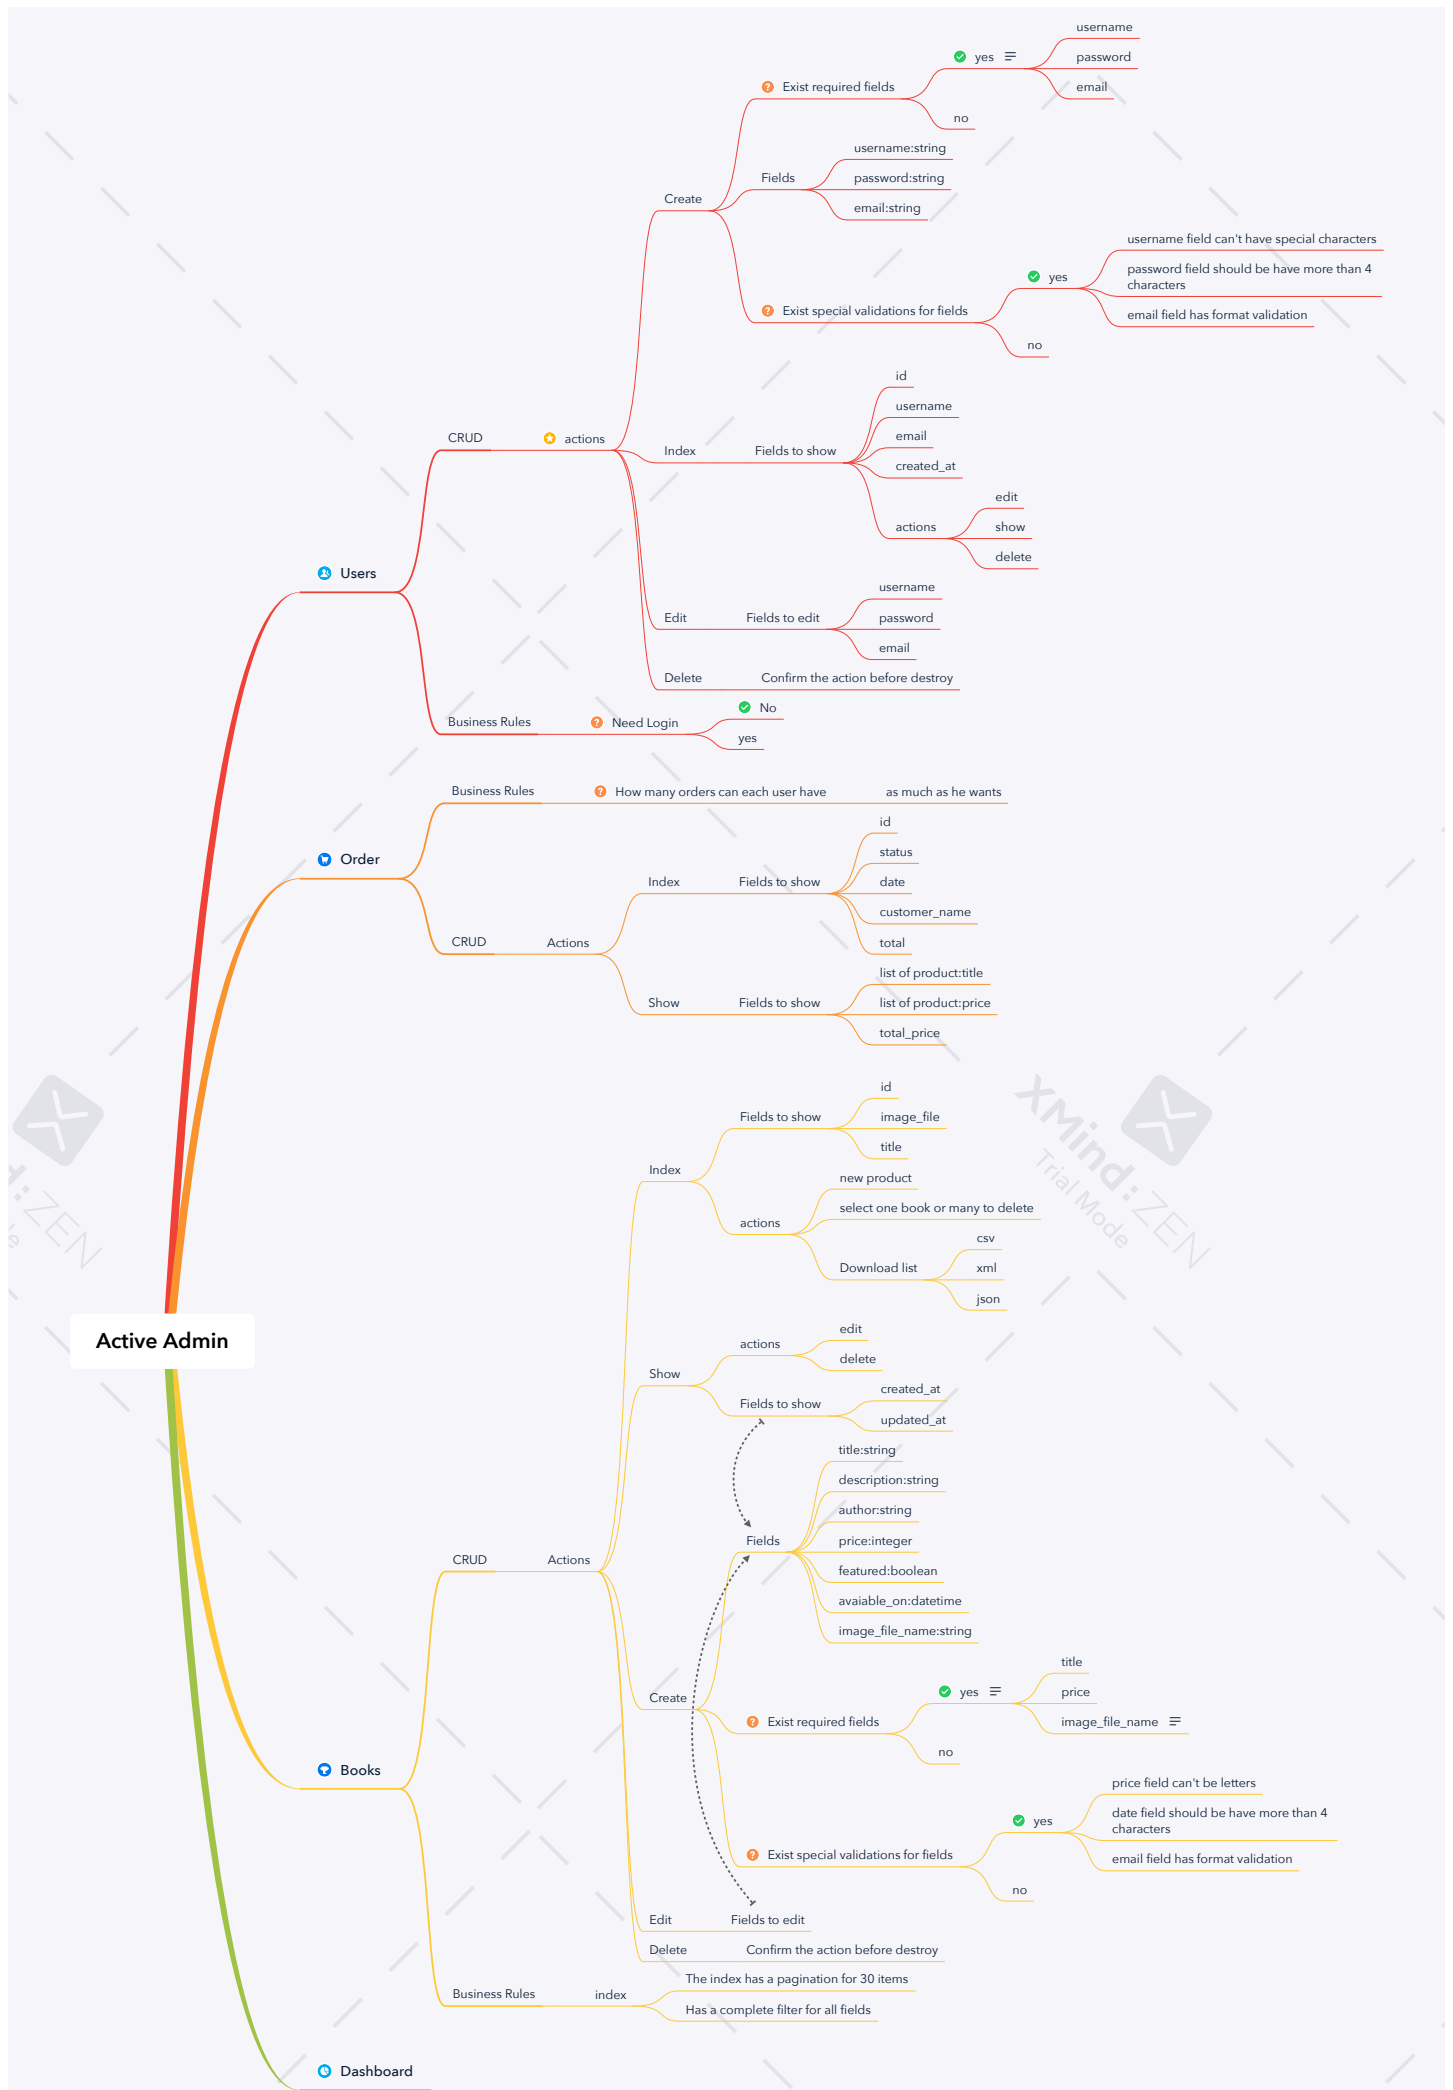 username
yes
password
Exist required fields
email
no
username:string
Fields
password:string
Create
email:string
username field can't have special characters
yes
password field should be have more than 4
characters
Exist special validations for fields
email field has format validation
no
id
username
CRUD
actions
email
Index
Fields to show
created_at
edit
actions
show
delete
Users
username
Edit
Fields to edit
password
email
Delete
Confirm the action before destroy
No
Business Rules
Need Login
yes
Business Rules
How many orders can each user have
as much as he wants
id
status
Order
Index
Fields to show
date
customer_name
CRUD
Actions
total
list of product:title
Show
Fields to show
list of product:price
total_price
id
Fields to show
image_file
title
Index
new product
select one book or many to delete
actions
csv
Download list
xml
json
Active Admin
edit
actions
delete
Show
created_at
Fields to show
updated_at
title:string
description:string
author:string
Fields
price:integer
CRUD
Actions
featured:boolean
avaiable_on:datetime
image_file_name:string
title
yes
price
Create
Exist required fields
image_file_name
no
Books
price field can't be letters
yes
date field should be have more than 4
characters
Exist special validations for fields
email field has format validation
no
Edit
Fields to edit
Delete
Confirm the action before destroy
The index has a pagination for 30 items
Business Rules
index
Has a complete filter for all fields
Dashboard
XMind:ZEN
Trial Mode
d:ZEN
de